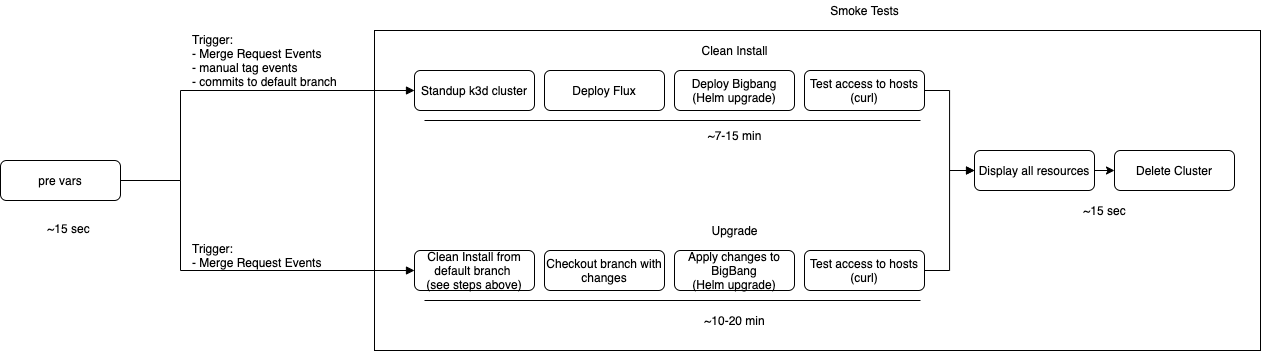 Smoke Tests
Trigger:
- Merge Request Events
- manual tag events
- commits to default branch
Clean Install
Standup k3d cluster
Deploy Flux
Deploy Bigbang
(Helm upgrade)
Test access to hosts
(curl)
~7-15 min
pre vars
~15 sec
Display all resources
Delete Cluster
~15 sec
Trigger:
- Merge Request Events
Upgrade
Clean Install from
default branch
(see steps above)
Checkout branch with
changes
Apply changes to
BigBang
(Helm upgrade)
Test access to hosts
(curl)
~10-20 min